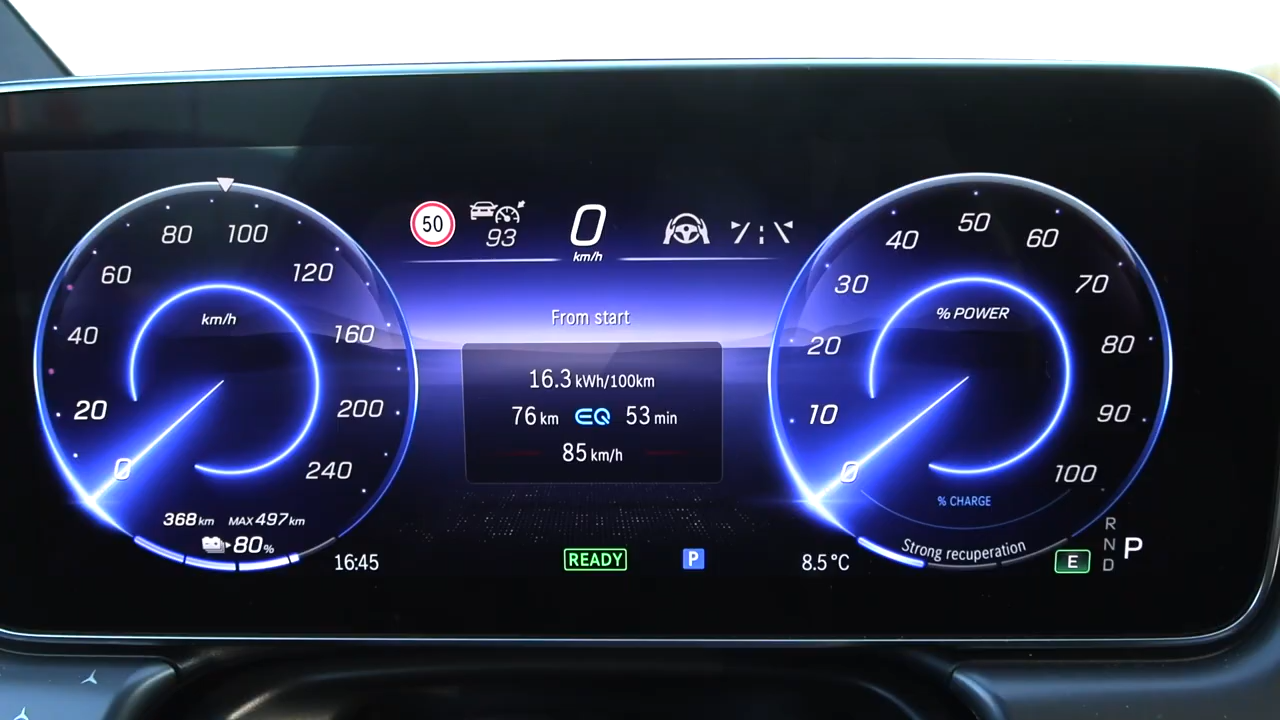 50
93
0
km/h
80
100
60
120
40
160
20
200
0
240
km/h
368 km
MAX 497 km
80%
16:45
From start
16.3 kWh/100km
76 km EQ 53 min
85 km/h
READY
P
8.5°C
50
40
60
30
70
20
80
10
90
0
100
% POWER
% CHARGE
Strong recuperation
E
R
N
D
P